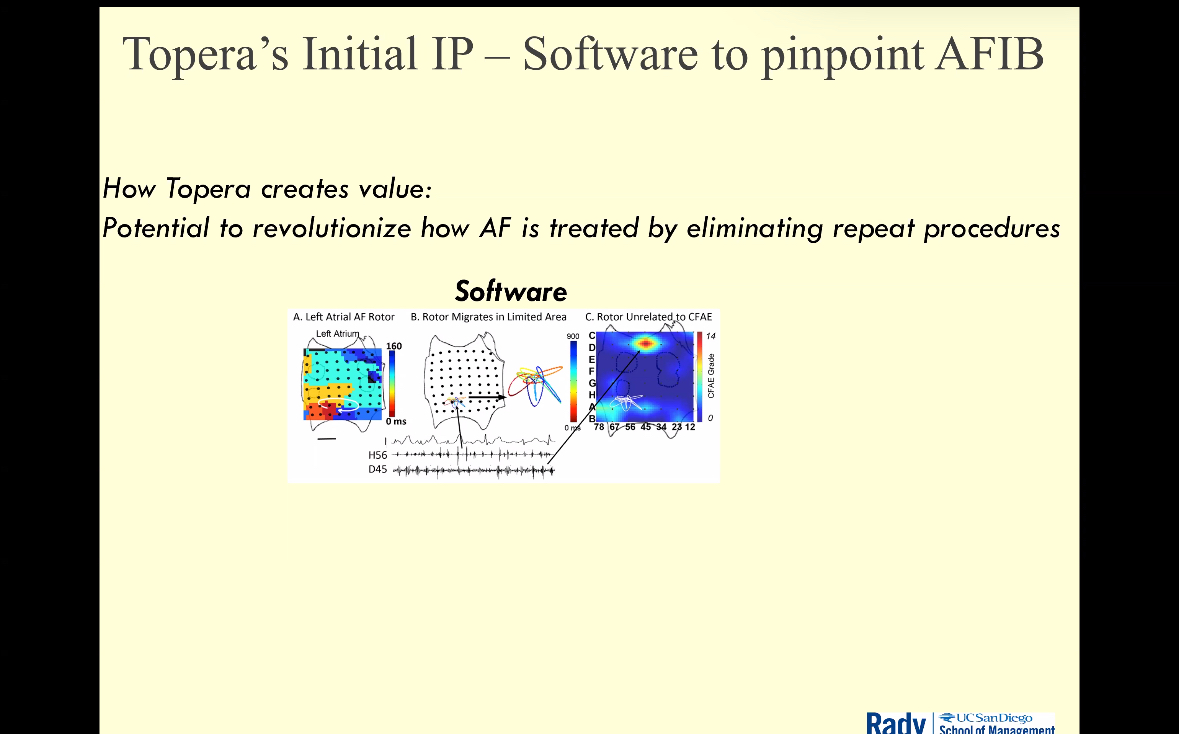 Topera's Initial IP – Software to pinpoint AFIB
How Topera creates value:
Potential to revolutionize how AF is treated by eliminating repeat procedures
Software
A. Left Atrial AF Rotor
Left Atrium
160
0 ms
B. Rotor Migrates in Limited Area
900
0 ms
I
H56
D45
C. Rotor Unrelated to CFAE
C
D
E
F
G
H
A
B
78 67 56 45 34 23 12
14
CFAE Grade
0
Rady
UC San Diego
School of Management